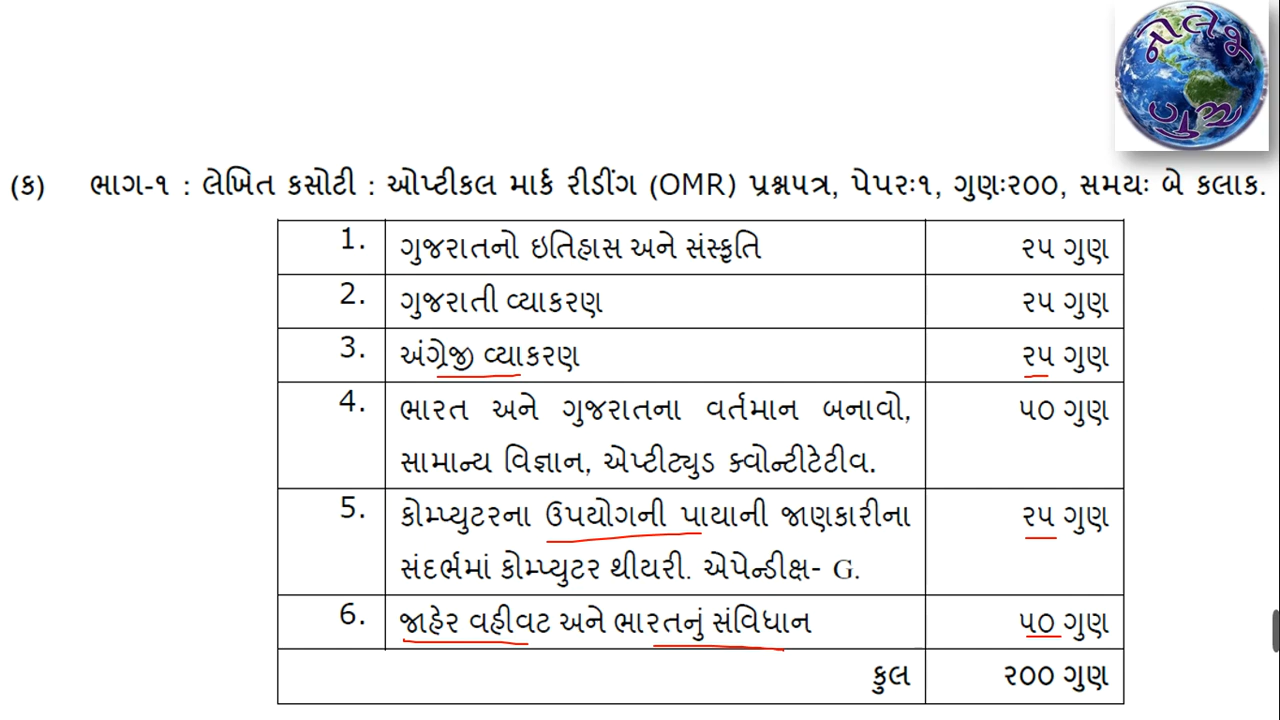 નોલેજ
ગુરુ
(ક) ભાગ-૧ : લેખિત કસોટી : ઓપ્ટીકલ માર્ક રીડીંગ (OMR) પ્રશ્નપત્ર, પેપરઃ૧, ગુણઃ૨૦૦, સમયઃ બે કલાક.
1. ગુજરાતનો ઇતિહાસ અને સંસ્કૃતિ ૨૫ ગુણ
2. ગુજરાતી વ્યાકરણ ૨૫ ગુણ
3. અંગ્રેજી વ્યાકરણ ૨૫ ગુણ
4. ભારત અને ગુજરાતના વર્તમાન બનાવો, ૫૦ ગુણ
સામાન્ય વિજ્ઞાન, એપ્ટીટ્યુડ ક્વોન્ટીટેટીવ.
5. કોમ્પ્યુટરના ઉપયોગની પાયાની જાણકારીના ૨૫ ગુણ
સંદર્ભમાં કોમ્પ્યુટર થીયરી. એપેન્ડીક્ષ- G.
6. જાહેર વહીવટ અને ભારતનું સંવિધાન ૫૦ ગુણ
કુલ ૨૦૦ ગુણ